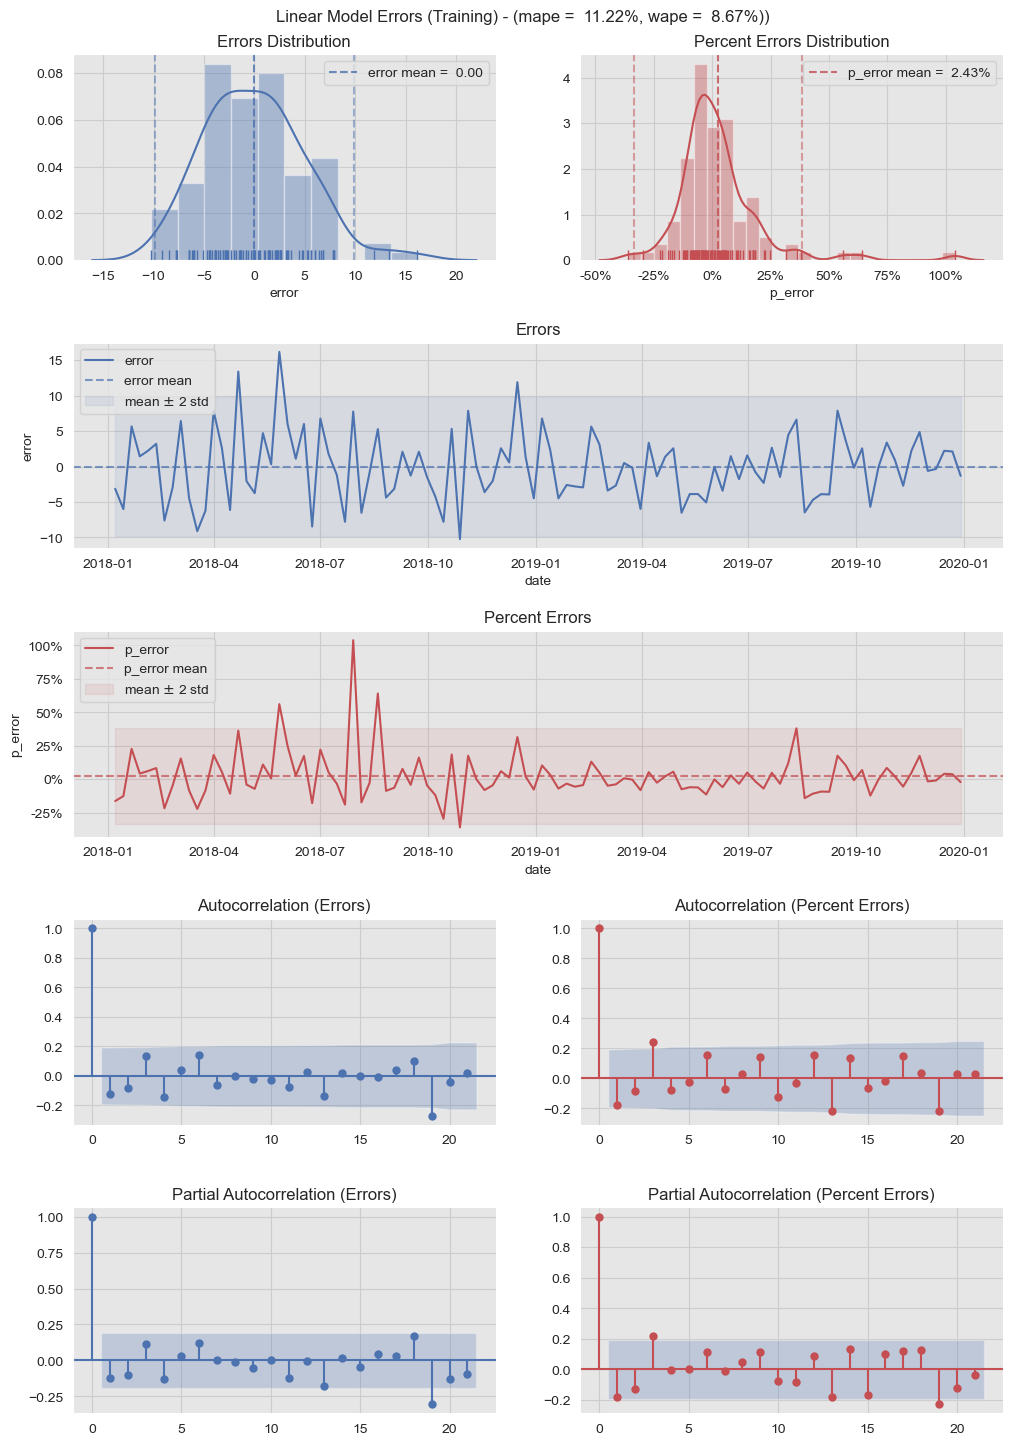 Linear Model Errors (Training) - (mape =  11.22%, wape =  8.67%))
Errors Distribution
Percent Errors Distribution
error mean =  0.00
p_error mean =  2.43%
0.08
0.06
0.04
0.02
0.00
4
3
2
1
0
−15 −10 −5 0 5 10 15 20
error
−50% −25% 0% 25% 50% 75% 100%
p_error
Errors
error
error mean
mean ± 2 std
15
10
5
0
−5
−10
error
2018-01 2018-04 2018-07 2018-10 2019-01 2019-04 2019-07 2019-10 2020-01
date
Percent Errors
p_error
p_error mean
mean ± 2 std
100%
75%
50%
25%
0%
−25%
p_error
2018-01 2018-04 2018-07 2018-10 2019-01 2019-04 2019-07 2019-10 2020-01
date
Autocorrelation (Errors)
1.0
0.8
0.6
0.4
0.2
0.0
−0.2
0 5 10 15 20
Autocorrelation (Percent Errors)
1.0
0.8
0.6
0.4
0.2
0.0
−0.2
0 5 10 15 20
Partial Autocorrelation (Errors)
1.00
0.75
0.50
0.25
0.00
−0.25
0 5 10 15 20
Partial Autocorrelation (Percent Errors)
1.0
0.8
0.6
0.4
0.2
0.0
−0.2
0 5 10 15 20